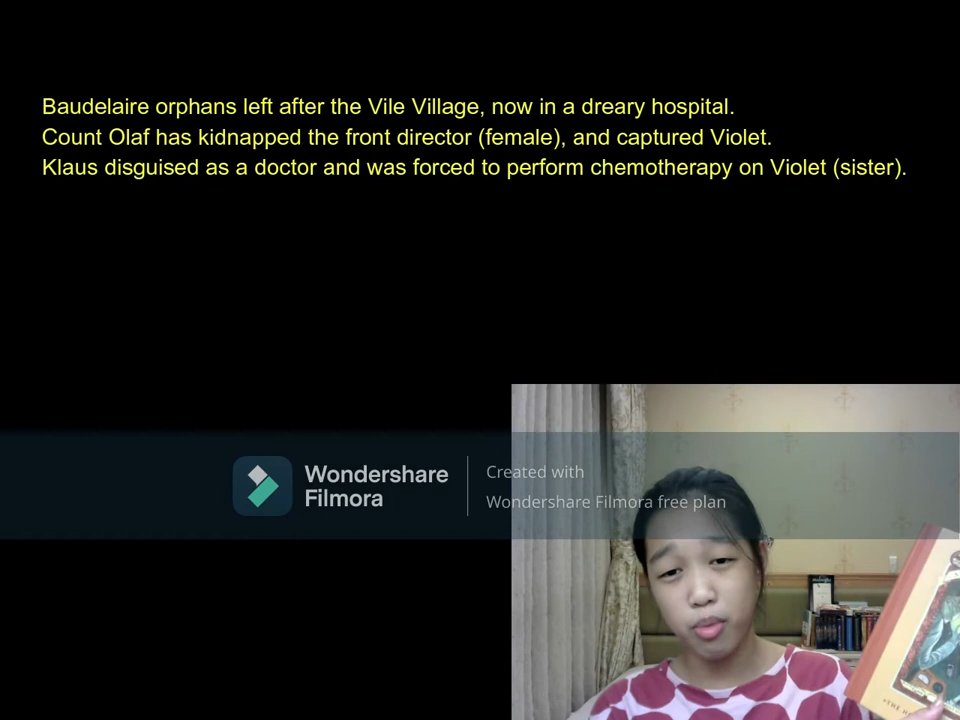 Baudelaire orphans left after the Vile Village, now in a dreary hospital.
Count Olaf has kidnapped the front director (female), and captured Violet.
Klaus disguised as a doctor and was forced to perform chemotherapy on Violet (sister).
Wondershare
Filmora
Created with
Wondershare Filmora free plan